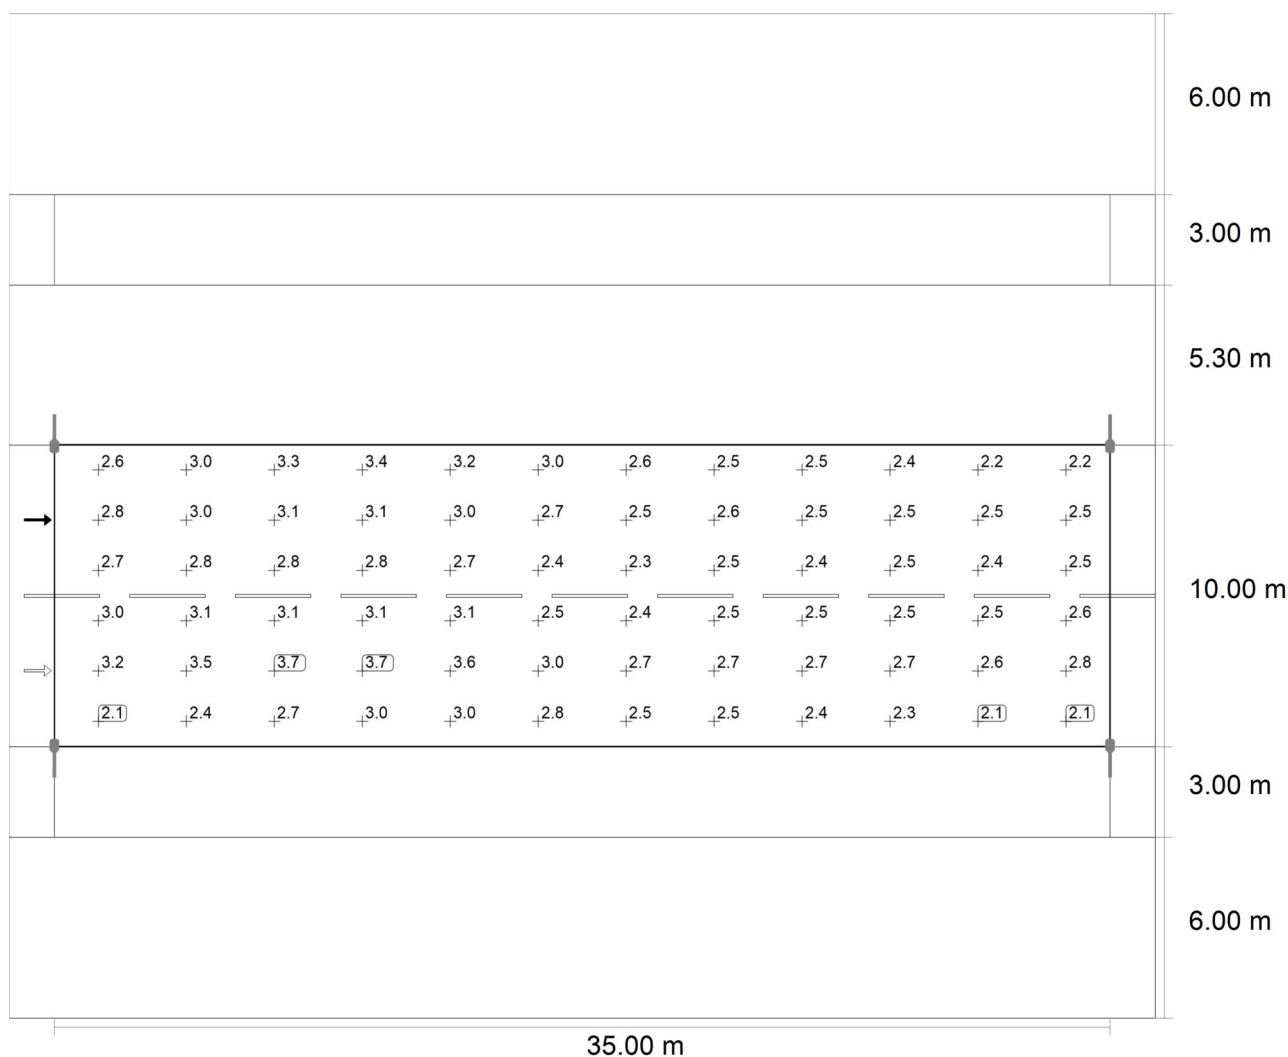 6.00 m
3.00 m
5.30 m
2.6 3.0 3.3 3.4 3.2 3.0 2.6 2.5 2.5 2.4 2.2 2.2
2.8 3.0 3.1 3.1 3.0 2.7 2.5 2.6 2.5 2.5 2.5 2.5
2.7 2.8 2.8 2.8 2.7 2.4 2.3 2.5 2.4 2.5 2.4 2.5
10.00 m
3.0 3.1 3.1 3.1 3.1 2.5 2.4 2.5 2.5 2.5 2.5 2.6
3.2 3.5 3.7 3.7 3.6 3.0 2.7 2.7 2.7 2.7 2.6 2.8
2.1 2.4 2.7 3.0 3.0 2.8 2.5 2.5 2.4 2.3 2.1 2.1
3.00 m
6.00 m
35.00 m